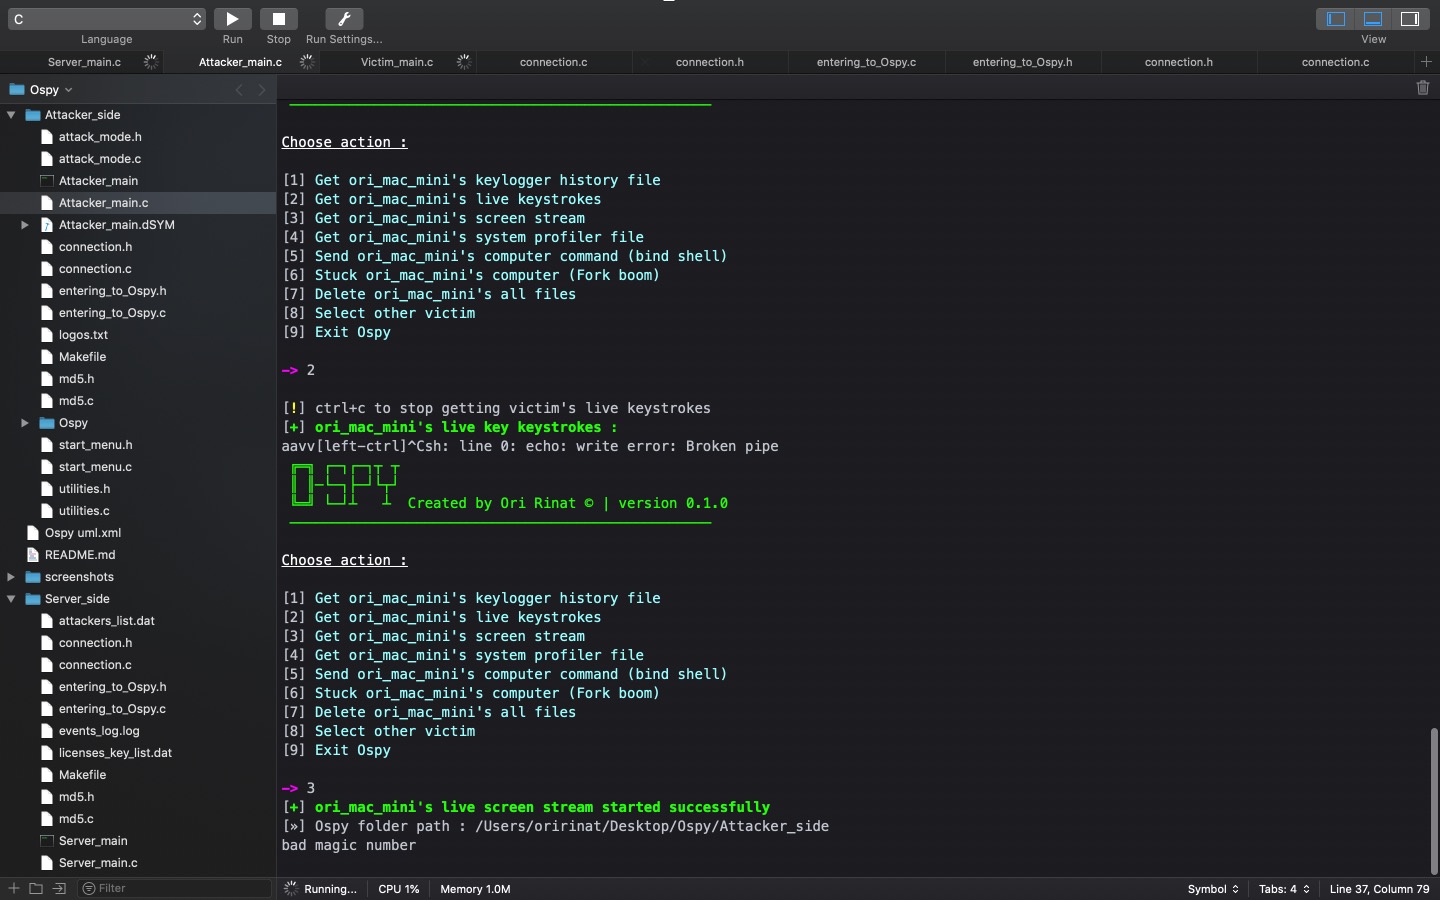 C
Language
Run
Stop
Run Settings...
View
Server_main.c
Attacker_main.c
Victim_main.c
connection.c
connection.h
entering_to_Ospy.c
entering_to_Ospy.h
connection.h
connection.c
Ospy
Attacker_side
attack_mode.h
attack_mode.c
Attacker_main
Attacker_main.c
Attacker_main.dSYM
connection.h
connection.c
entering_to_Ospy.h
entering_to_Ospy.c
logos.txt
Makefile
md5.h
md5.c
Ospy
start_menu.h
start_menu.c
utilities.h
utilities.c
Ospy uml.xml
README.md
screenshots
Server_side
attackers_list.dat
connection.h
connection.c
entering_to_Ospy.h
entering_to_Ospy.c
events_log.log
licenses_key_list.dat
Makefile
md5.h
md5.c
Server_main
Server_main.c
Filter
Choose action :
[1] Get ori_mac_mini's keylogger history file
[2] Get ori_mac_mini's live keystrokes
[3] Get ori_mac_mini's screen stream
[4] Get ori_mac_mini's system profiler file
[5] Send ori_mac_mini's computer command (bind shell)
[6] Stuck ori_mac_mini's computer (Fork boom)
[7] Delete ori_mac_mini's all files
[8] Select other victim
[9] Exit Ospy
—> 2
[!] ctrl+c to stop getting victim's live keystrokes
[+] ori_mac_mini's live key keystrokes :
aavv[left-ctrl]^Csh: line 0: echo: write error: Broken pipe
O-SPY
Created by Ori Rinat © | version 0.1.0
Choose action :
[1] Get ori_mac_mini's keylogger history file
[2] Get ori_mac_mini's live keystrokes
[3] Get ori_mac_mini's screen stream
[4] Get ori_mac_mini's system profiler file
[5] Send ori_mac_mini's computer command (bind shell)
[6] Stuck ori_mac_mini's computer (Fork boom)
[7] Delete ori_mac_mini's all files
[8] Select other victim
[9] Exit Ospy
—> 3
[+] ori_mac_mini's live screen stream started successfully
[»] Ospy folder path : /Users/oririnat/Desktop/Ospy/Attacker_side
bad magic number
Running... CPU 1% Memory 1.0M
Symbol Tabs: 4 Line 37, Column 79